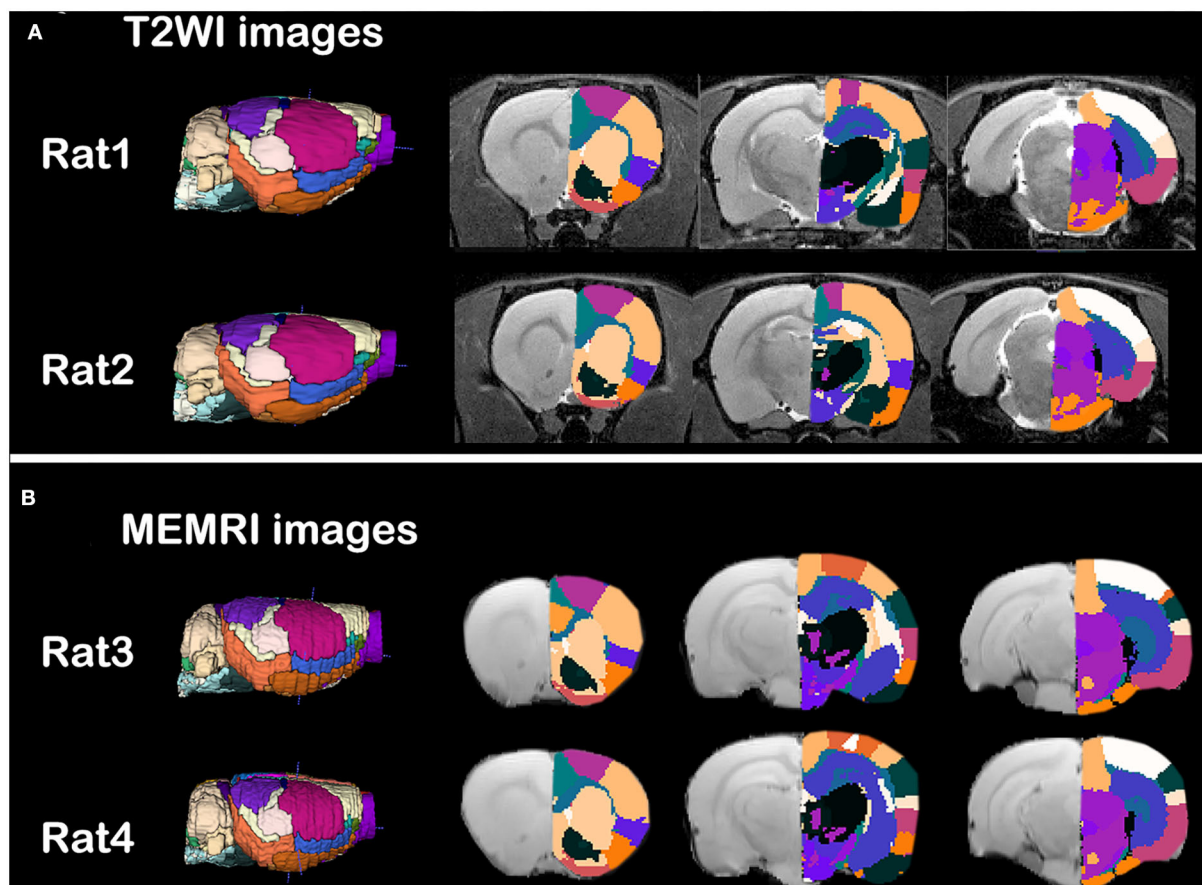 A
T2WI images
Rat1
Rat2
B
MEMRI images
Rat3
Rat4